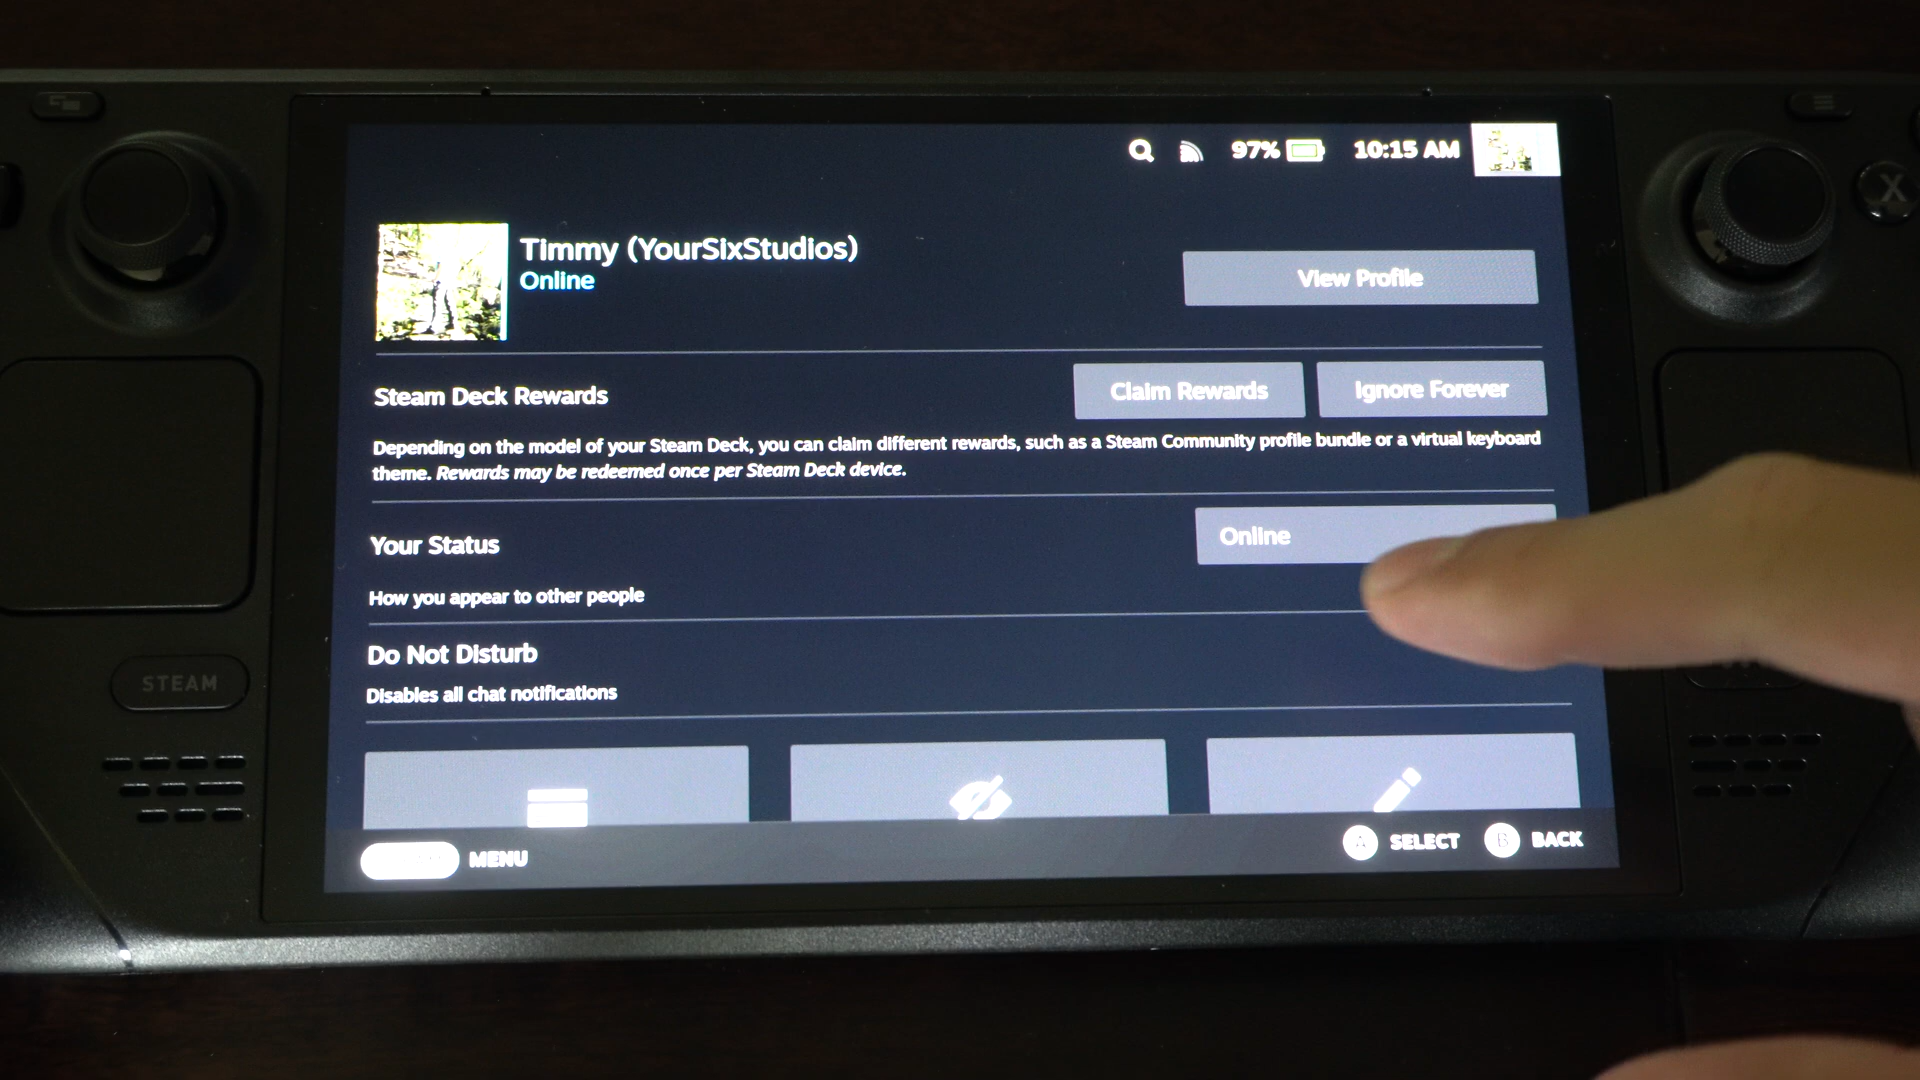 97% 10:15 AM
X
Timmy (YourSixStudios)
Online
View Profile
Steam Deck Rewards
Claim Rewards
Ignore Forever
Depending on the model of your Steam Deck, you can claim different rewards, such as a Steam Community profile bundle or a virtual keyboard
theme. Rewards may be redeemed once per Steam Deck device.
Your Status
Online
How you appear to other people
Do Not Disturb
Disables all chat notifications
STEAM
MENU
A SELECT B BACK